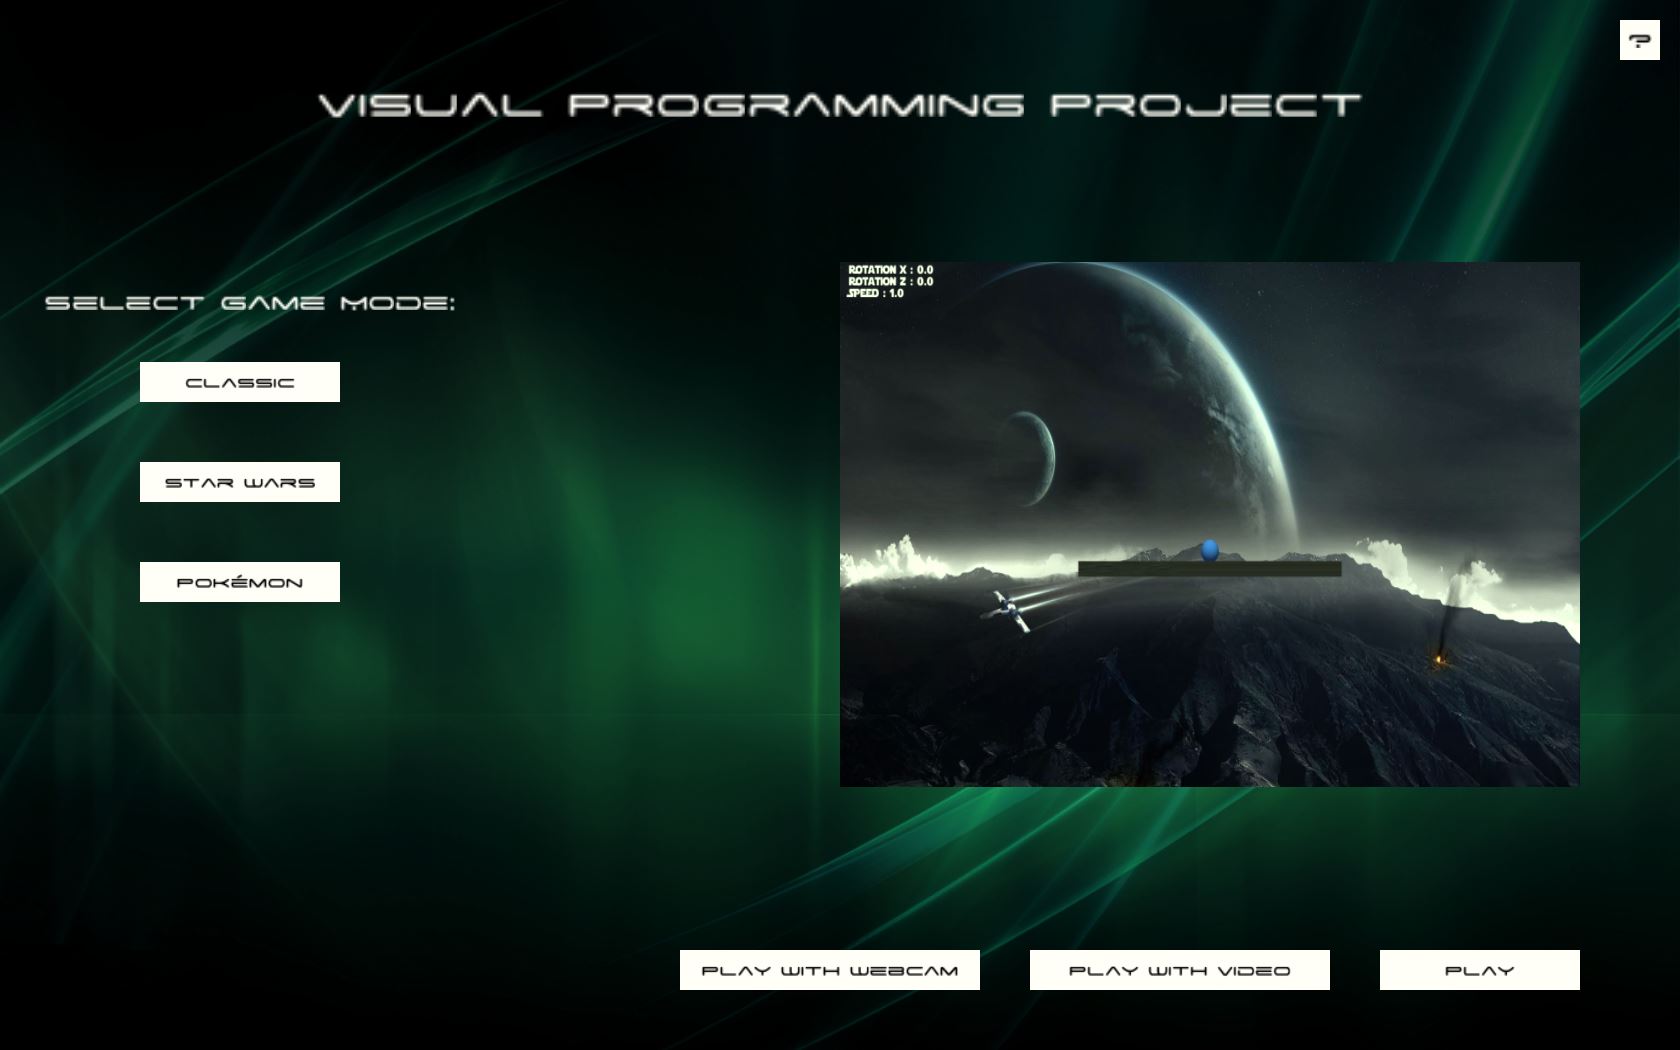 ?
VISUAL PROGRAMMING PROJECT
ROTATION X : 0.0
ROTATION Z : 0.0
SPEED : 1.0
SELECT GAME MODE:
CLASSIC
STAR WARS
POKÉMON
PLAY WITH WEBCAM
PLAY WITH VIDEO
PLAY